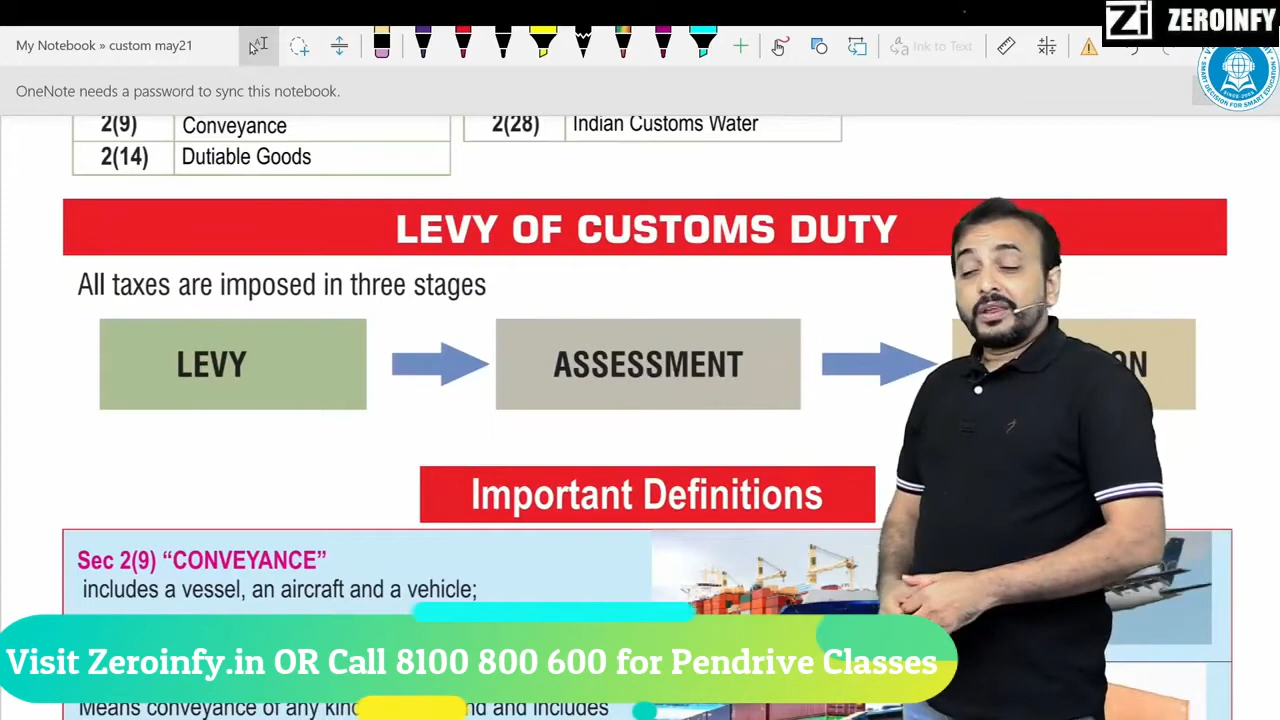 Zi ZEROINFY
My Notebook » custom may21
Ink to Text
OneNote needs a password to sync this notebook.
2(9) Conveyance
2(28) Indian Customs Water
2(14) Dutiable Goods
LEVY OF CUSTOMS DUTY
All taxes are imposed in three stages
LEVY
ASSESSMENT
ON
Important Definitions
Sec 2(9) “CONVEYANCE”
includes a vessel, an aircraft and a vehicle;
Visit Zeroinfy.in OR Call 8100 800 600 for Pendrive Classes
Means conveyance of any and includes